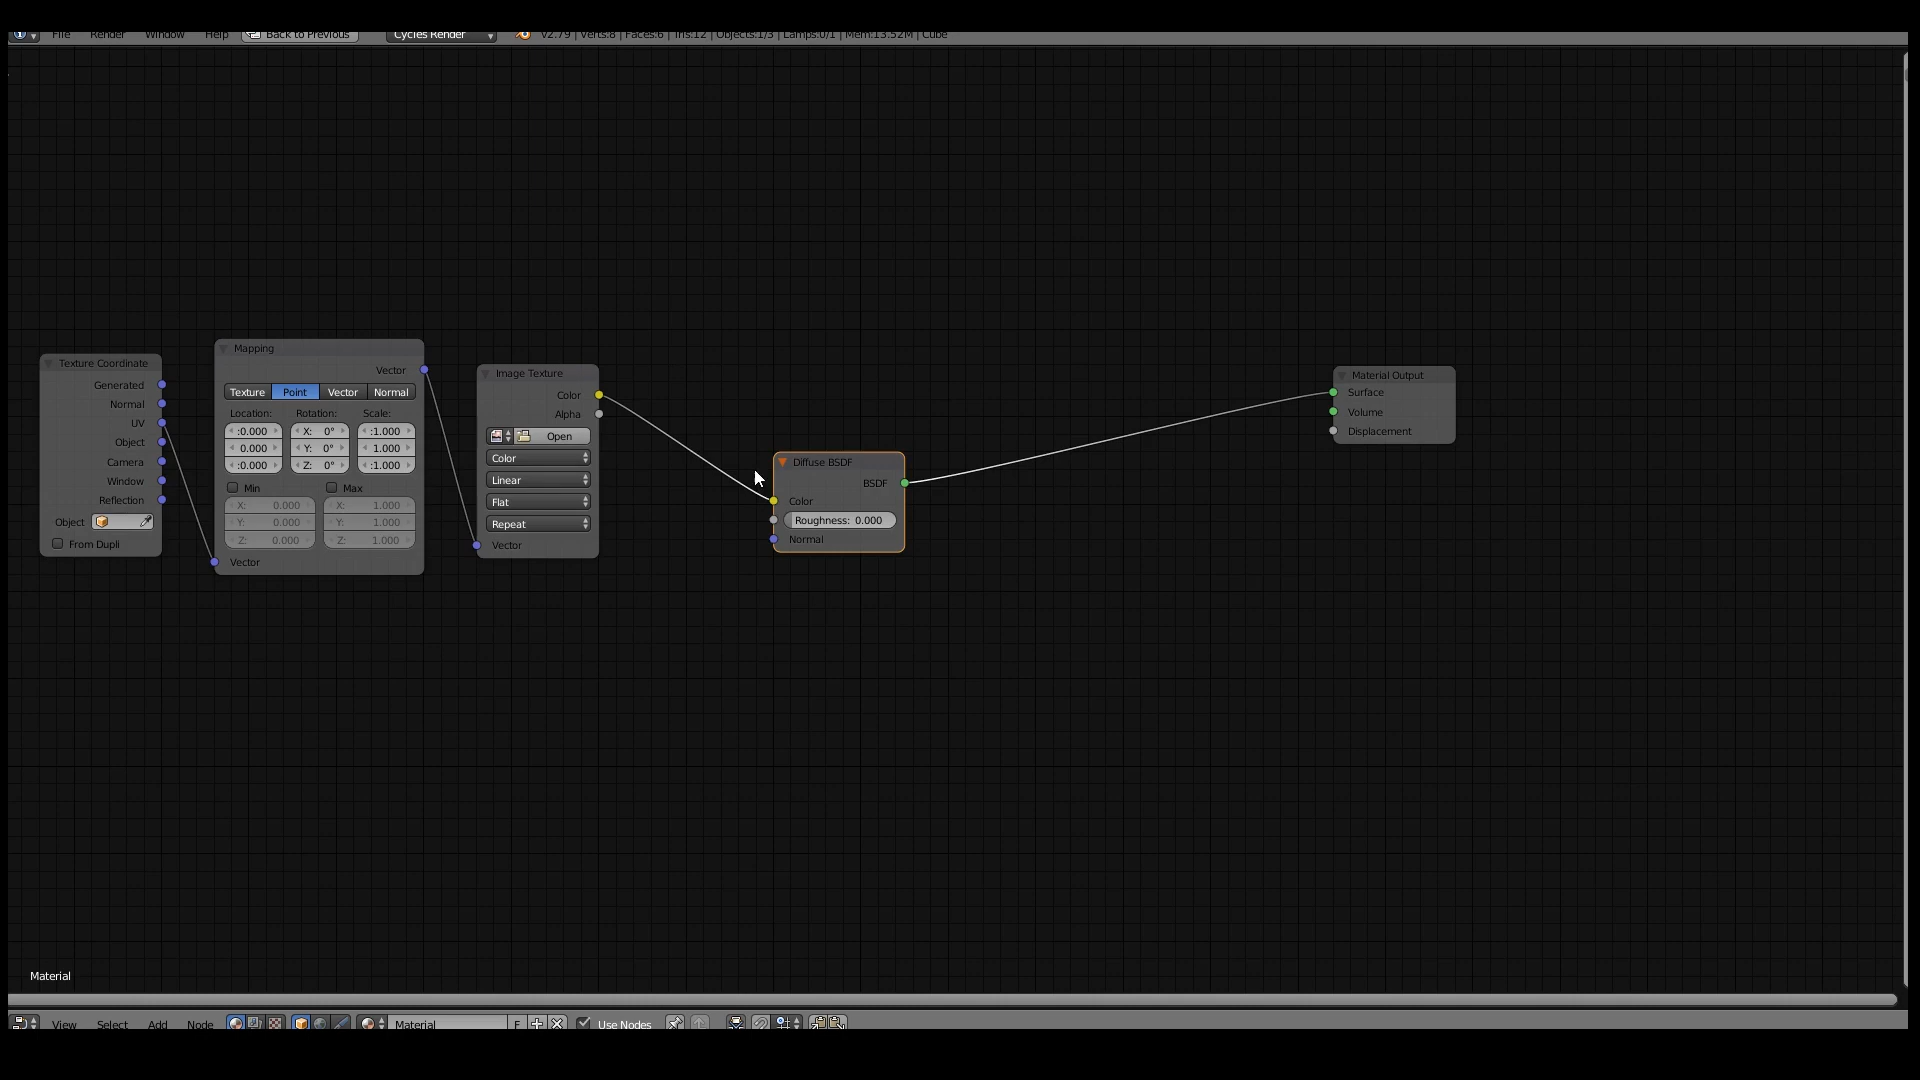 File Render Window Help Back to Previous Cycles Render v2.79 | Verts:8 | Faces:6 | Tris:12 | Objects:1/3 | Lamps:0/1 | Mem:13.52M | Cube
Texture Coordinate
Generated
Normal
UV
Object
Camera
Window
Reflection
Object
From Dupli
Mapping
Vector
Texture Point Vector Normal
Location: Rotation: Scale:
:0.000 X: 0° :1.000
0.000 Y: 0° 1.000
:0.000 Z: 0° :1.000
Min Max
X: 0.000 X: 1.000
Y: 0.000 Y: 1.000
Z: 0.000 Z: 1.000
Vector
Image Texture
Color
Alpha
Open
Color
Linear
Flat
Repeat
Vector
Diffuse BSDF
BSDF
Color
Roughness: 0.000
Normal
Material Output
Surface
Volume
Displacement
Material
View Select Add Node Material F Use Nodes